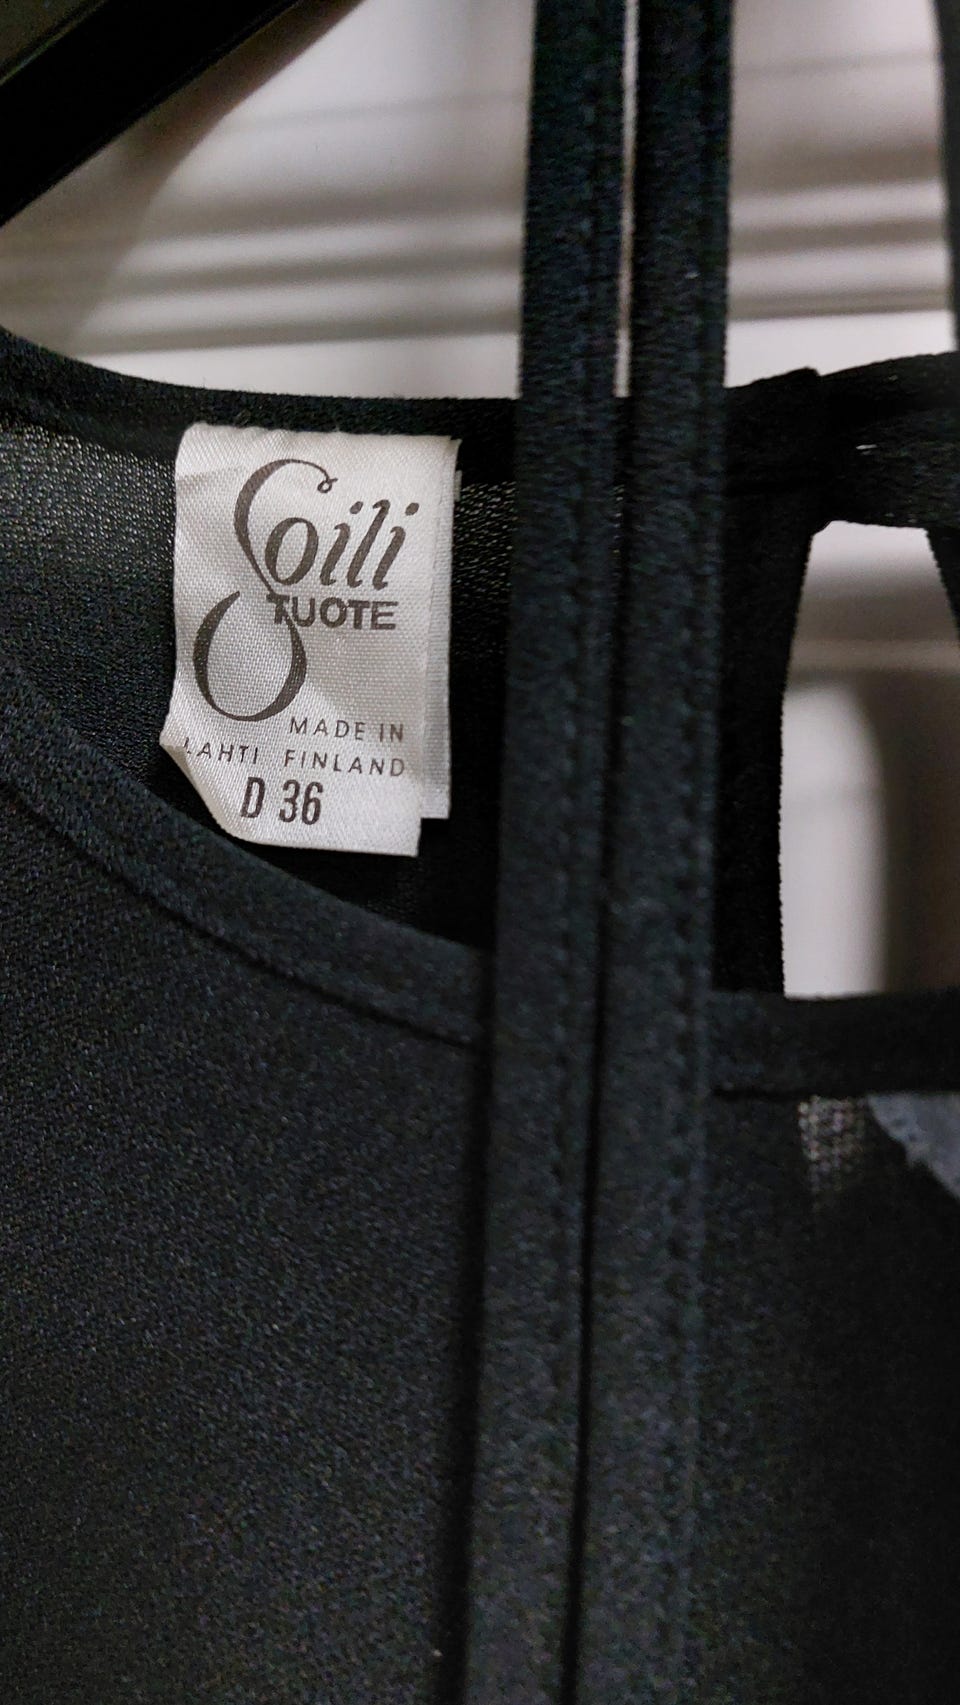 Soili
TUOTE
MADE IN
LAHTI FINLAND
D 36